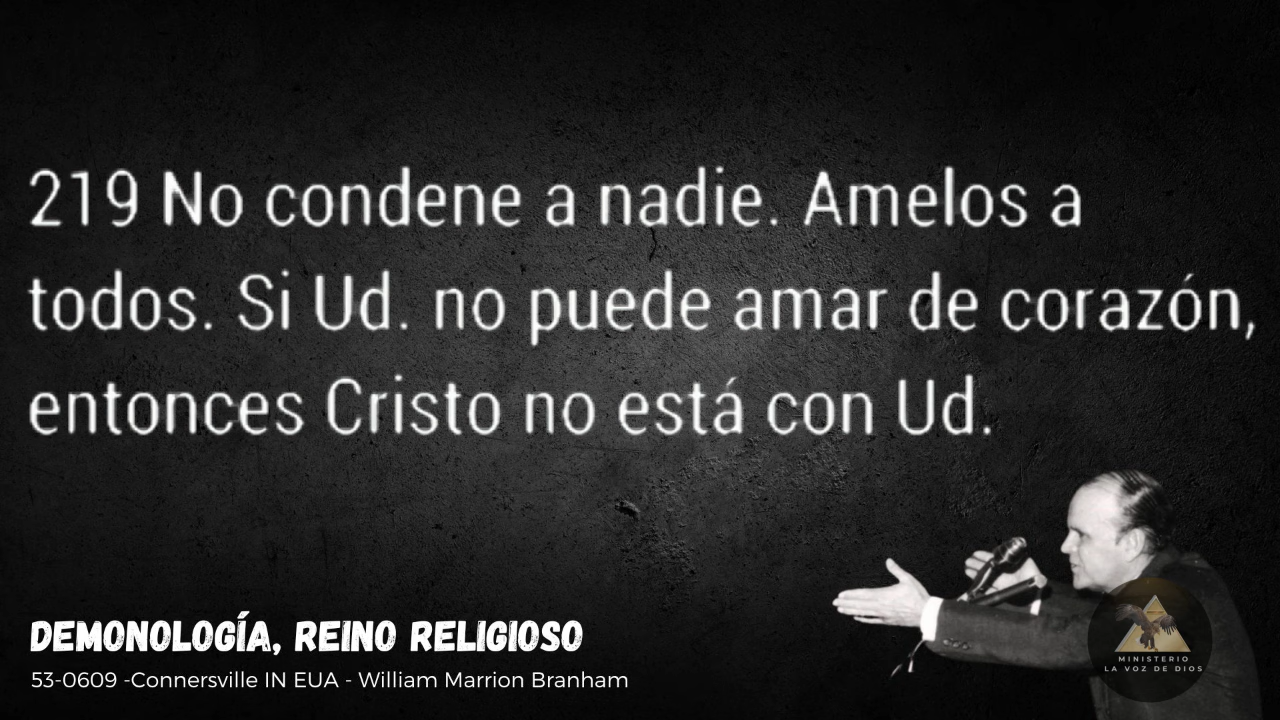 219 No condene a nadie. Amelos a
todos. Si Ud. no puede amar de corazón,
entonces Cristo no está con Ud.
DEMONOLOGÍA, REINO RELIGIOSO
53-0609 -Connersville IN EUA - William Marrion Branham
MINISTERIO
LA VOZ DE DIOS